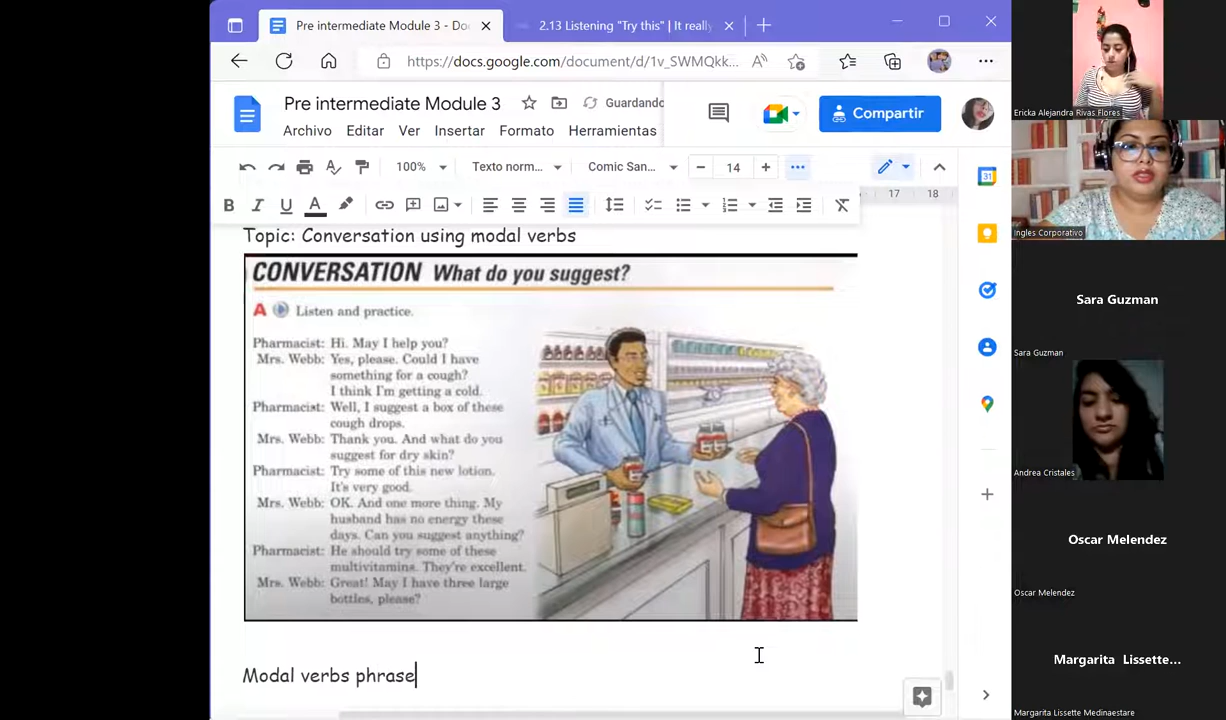 Pre intermediate Module 3 - Do
2.13 Listening "Try this" | It really
https://docs.google.com/document/d/1v_SWMQkk...
Pre intermediate Module 3
Guardando
Compartir
Archivo Editar Ver Insertar Formato Herramientas
100% Texto norm... Comic San... 14
17 18
Topic: Conversation using modal verbs
CONVERSATION What do you suggest?
A Listen and practice.
Pharmacist: Hi. May I help you?
Mrs. Webb: Yes, please. Could I have
something for a cough?
I think I'm getting a cold.
Pharmacist: Well, I suggest a box of these
cough drops.
Mrs. Webb: Thank you. And what do you
suggest for dry skin?
Pharmacist: Try some of this new lotion.
It's very good.
Mrs. Webb: OK. And one more thing. My
husband has no energy these
days. Can you suggest anything?
Pharmacist: He should try some of these
multivitamins. They're excellent.
Mrs. Webb: Great! May I have three large
bottles, please?
Modal verbs phrase
Ericka Alejandra Rivas Flores
Ingles Corporativo
Sara Guzman
Sara Guzman
Andrea Cristales
Oscar Melendez
Oscar Melendez
Margarita Lissette...
Margarita Lissette Medinaestare